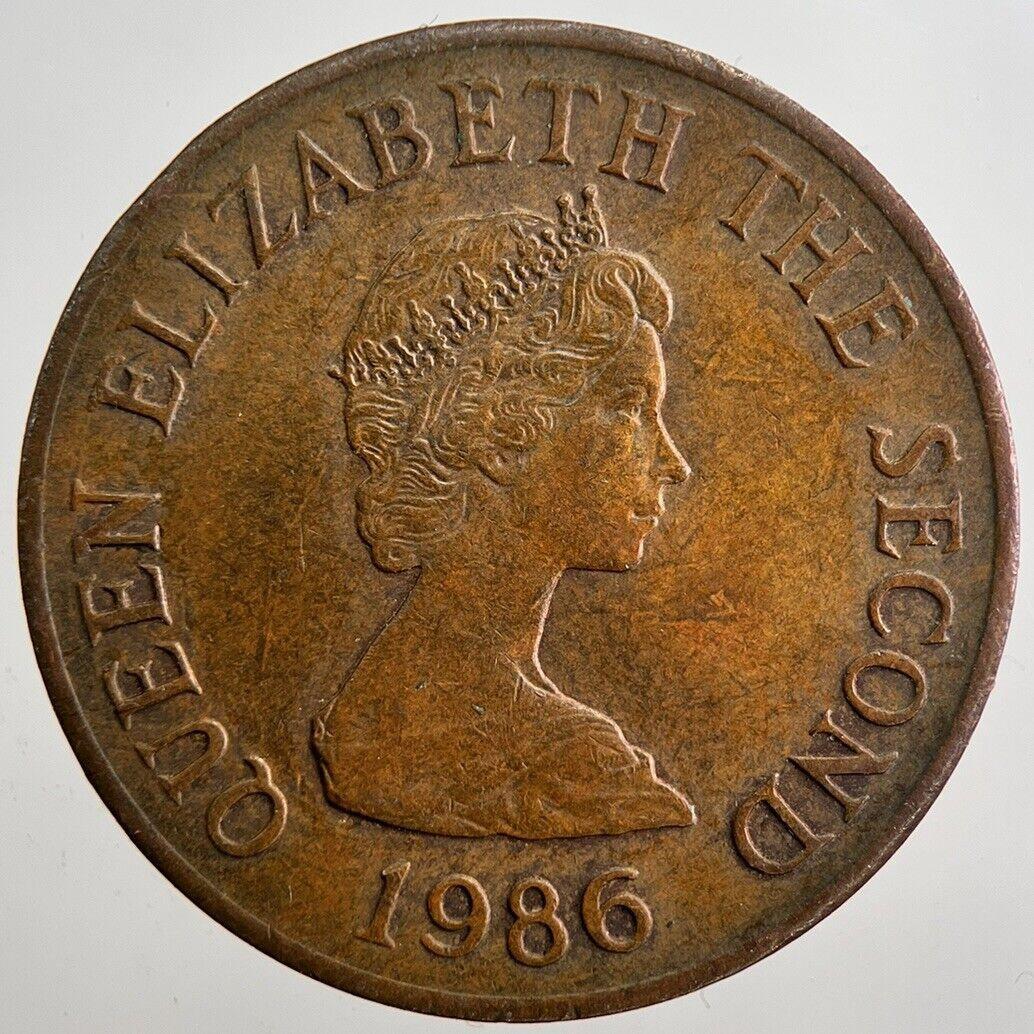 QUEEN ELIZABETH THE SECOND
1986